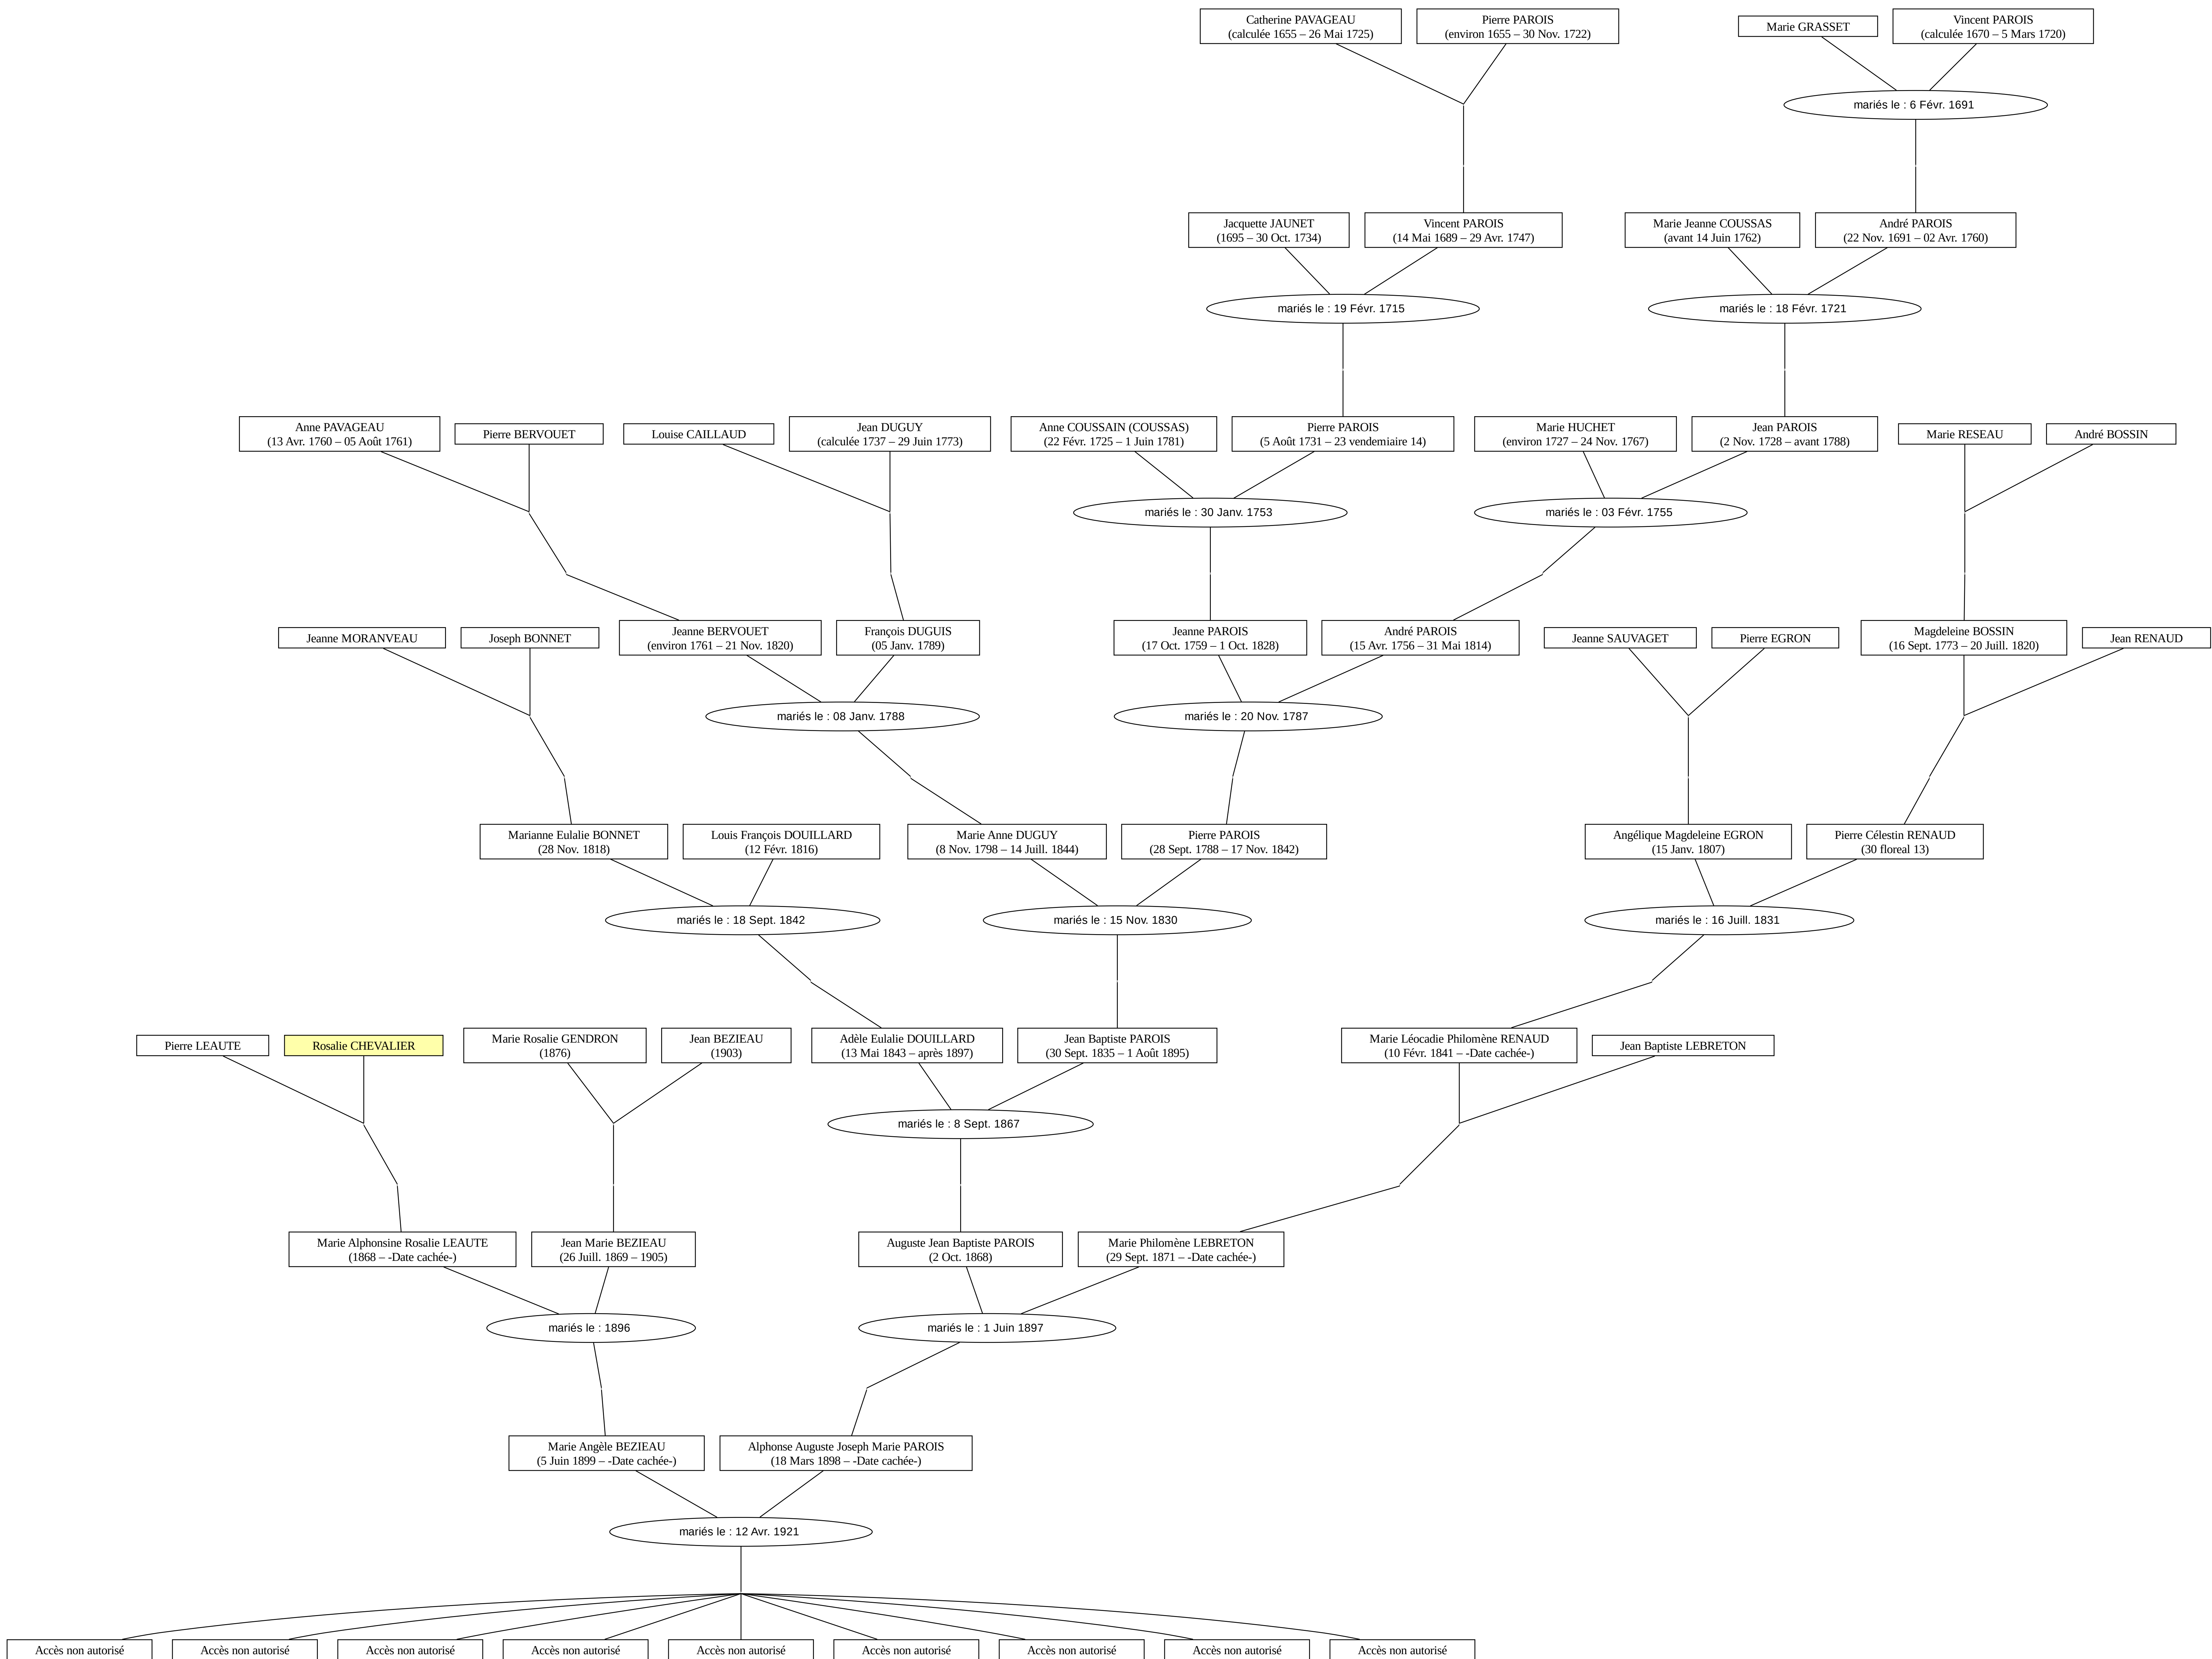 Catherine PAVAGEAU
(calculée 1655 – 26 Mai 1725)
Pierre PAROIS
(environ 1655 – 30 Nov. 1722)
Marie GRASSET
Vincent PAROIS
(calculée 1670 – 5 Mars 1720)
mariés le : 6 Févr. 1691
Jacquette JAUNET
(1695 – 30 Oct. 1734)
Vincent PAROIS
(14 Mai 1689 – 29 Avr. 1747)
Marie Jeanne COUSSAS
(avant 14 Juin 1762)
André PAROIS
(22 Nov. 1691 – 02 Avr. 1760)
mariés le : 19 Févr. 1715
mariés le : 18 Févr. 1721
Anne PAVAGEAU
(13 Avr. 1760 – 05 Août 1761)
Pierre BERVOUET
Louise CAILLAUD
Jean DUGUY
(calculée 1737 – 29 Juin 1773)
Anne COUSSAIN (COUSSAS)
(22 Févr. 1725 – 1 Juin 1781)
Pierre PAROIS
(5 Août 1731 – 23 vendemiaire 14)
Marie HUCHET
(environ 1727 – 24 Nov. 1767)
Jean PAROIS
(2 Nov. 1728 – avant 1788)
Marie RESEAU
André BOSSIN
mariés le : 30 Janv. 1753
mariés le : 03 Févr. 1755
Jeanne MORANVEAU
Joseph BONNET
Jeanne BERVOUET
(environ 1761 – 21 Nov. 1820)
François DUGUIS
(05 Janv. 1789)
Jeanne PAROIS
(17 Oct. 1759 – 1 Oct. 1828)
André PAROIS
(15 Avr. 1756 – 31 Mai 1814)
Jeanne SAUVAGET
Pierre EGRON
Magdeleine BOSSIN
(16 Sept. 1773 – 20 Juill. 1820)
Jean RENAUD
mariés le : 08 Janv. 1788
mariés le : 20 Nov. 1787
Marianne Eulalie BONNET
(28 Nov. 1818)
Louis François DOUILLARD
(12 Févr. 1816)
Marie Anne DUGUY
(8 Nov. 1798 – 14 Juill. 1844)
Pierre PAROIS
(28 Sept. 1788 – 17 Nov. 1842)
Angélique Magdeleine EGRON
(15 Janv. 1807)
Pierre Célestin RENAUD
(30 floreal 13)
mariés le : 18 Sept. 1842
mariés le : 15 Nov. 1830
mariés le : 16 Juill. 1831
Pierre LEAUTE
Rosalie CHEVALIER
Marie Rosalie GENDRON
(1876)
Jean BEZIEAU
(1903)
Adèle Eulalie DOUILLARD
(13 Mai 1843 – après 1897)
Jean Baptiste PAROIS
(30 Sept. 1835 – 1 Août 1895)
Marie Léocadie Philomène RENAUD
(10 Févr. 1841 – -Date cachée-)
Jean Baptiste LEBRETON
mariés le : 8 Sept. 1867
Marie Alphonsine Rosalie LEAUTE
(1868 – -Date cachée-)
Jean Marie BEZIEAU
(26 Juill. 1869 – 1905)
Auguste Jean Baptiste PAROIS
(2 Oct. 1868)
Marie Philomène LEBRETON
(29 Sept. 1871 – -Date cachée-)
mariés le : 1896
mariés le : 1 Juin 1897
Marie Angèle BEZIEAU
(5 Juin 1899 – -Date cachée-)
Alphonse Auguste Joseph Marie PAROIS
(18 Mars 1898 – -Date cachée-)
mariés le : 12 Avr. 1921
Accès non autorisé
Accès non autorisé
Accès non autorisé
Accès non autorisé
Accès non autorisé
Accès non autorisé
Accès non autorisé
Accès non autorisé
Accès non autorisé